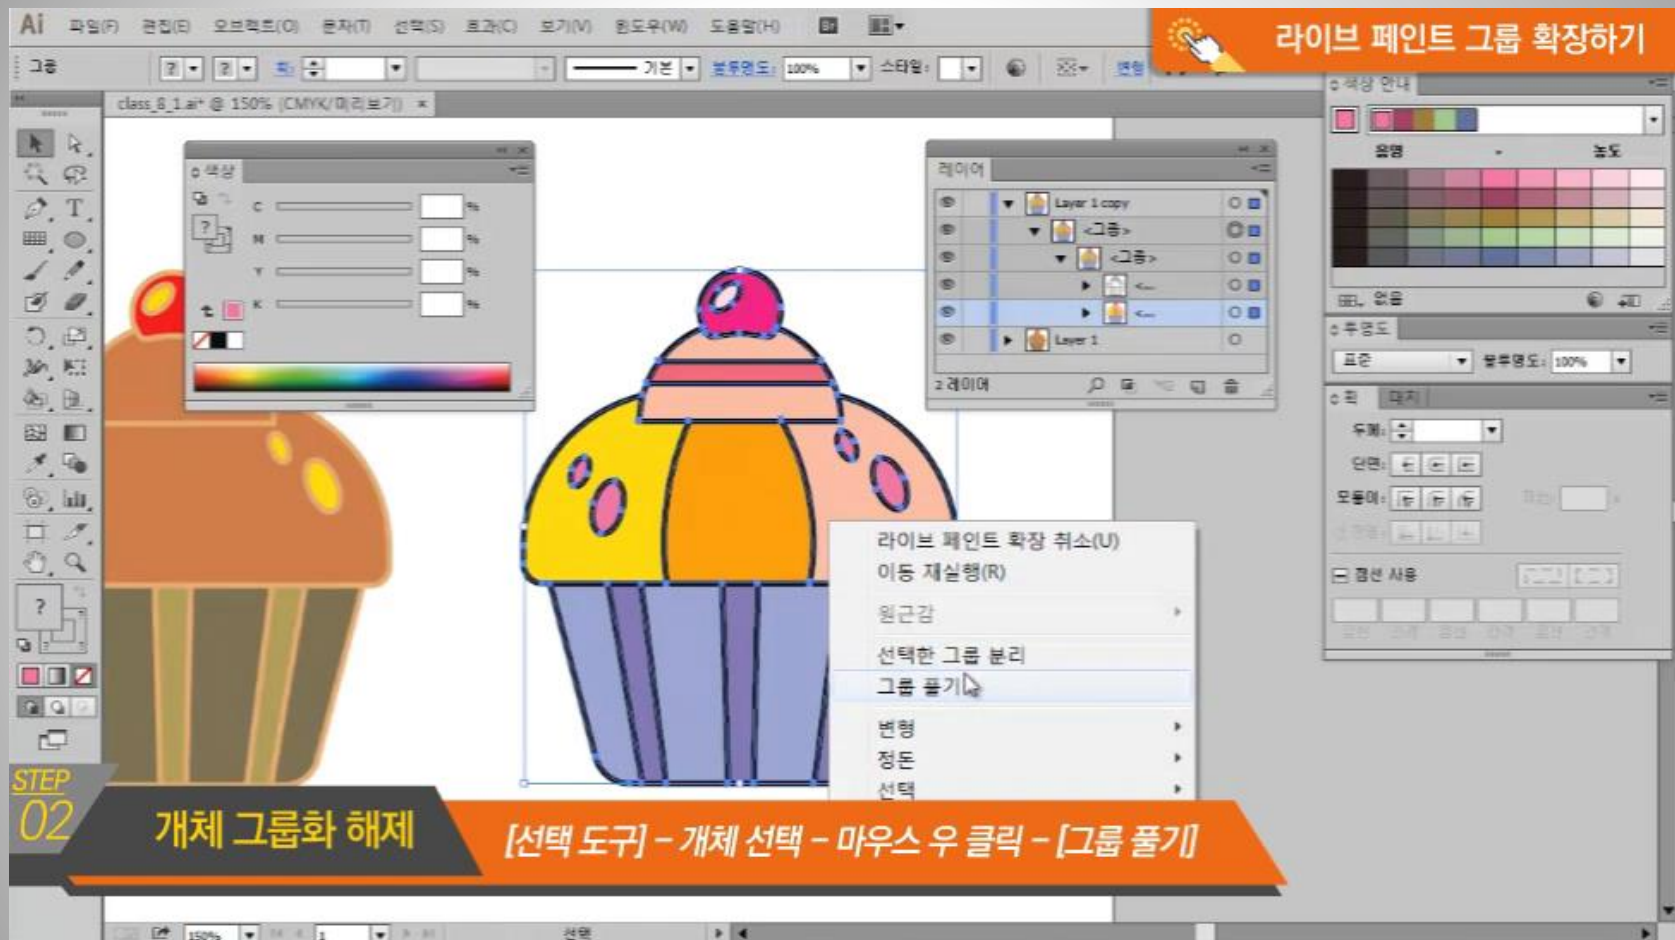 Ai 파일(F) 편집(E) 오브젝트(O) 문자(T) 선택(S) 효과(C) 보기(V) 윈도우(W) 도움말(H) Br
라이브 페인트 그룹 확장하기
그룹 ? ? 획: 기본 불투명도: 100% 스타일: 변형
class_8_1.ai* @ 150% (CMYK/미리보기) ×
색상
C %
M %
Y %
K %
?
레이어
Layer 1 copy
<그룹>
<그룹>
<...
<...
Layer 1
2 레이어
색상 안내
음영 농도
없음
투명도
표준 불투명도: 100%
획
두께:
단면:
모퉁이:
점선 사용
라이브 페인트 확장 취소(U)
이동 재실행(R)
원근감
선택한 그룹 분리
그룹 풀기
변형
정돈
선택
?
STEP
02
개체 그룹화 해제
[선택 도구] – 개체 선택 – 마우스 우 클릭 – [그룹 풀기]
150% 1 선택